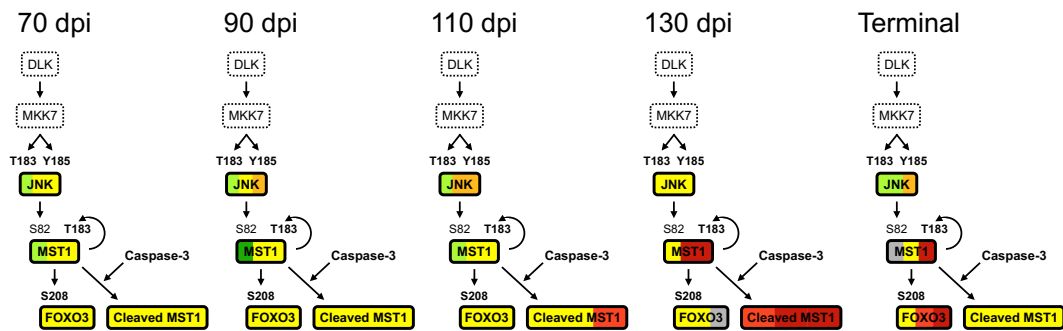 70 dpi 90 dpi 110 dpi 130 dpi Terminal
DLK DLK DLK DLK DLK
MKK7 MKK7 MKK7 MKK7 MKK7
T183 Y185 T183 Y185 T183 Y185 T183 Y185 T183 Y185
JNK JNK JNK JNK JNK
S82 T183 S82 T183 S82 T183 S82 T183 S82 T183
MST1 MST1 MST1 MST1 MST1
Caspase-3 Caspase-3 Caspase-3 Caspase-3 Caspase-3
S208 S208 S208 S208 S208
FOXO3 Cleaved MST1 FOXO3 Cleaved MST1 FOXO3 Cleaved MST1 FOXO3 Cleaved MST1 FOXO3 Cleaved MST1